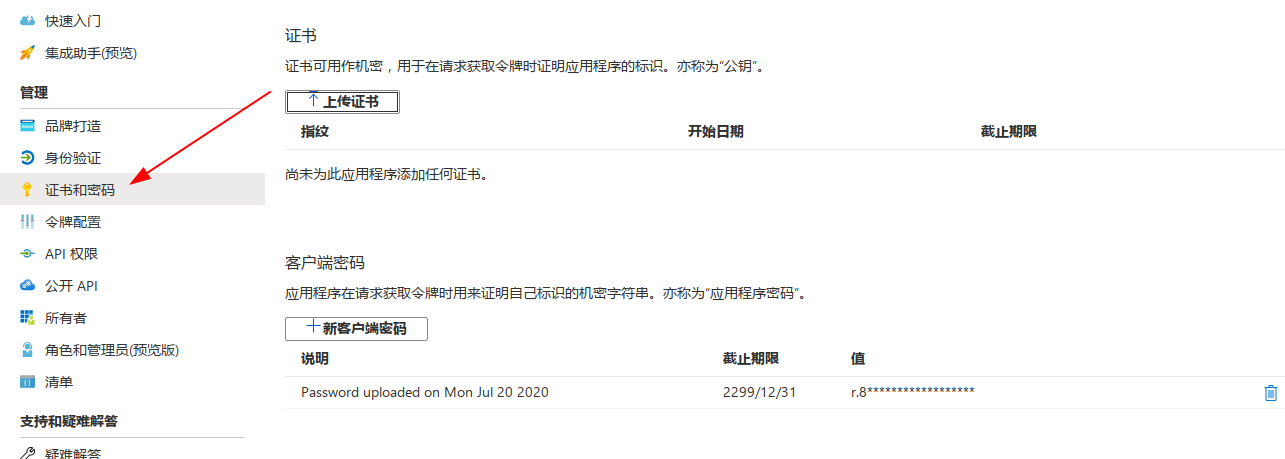 快速入门
集成助手(预览)
管理
品牌打造
身份验证
证书和密码
令牌配置
API 权限
公开 API
所有者
角色和管理员(预览版)
清单
支持和疑难解答
疑难解答
证书
证书可用作机密，用于在请求获取令牌时证明应用程序的标识。亦称为"公钥"。
上传证书
指纹 开始日期 截止期限
尚未为此应用程序添加任何证书。
客户端密码
应用程序在请求获取令牌时用来证明自己标识的机密字符串。亦称为"应用程序密码"。
新客户端密码
说明 截止期限 值
Password uploaded on Mon Jul 20 2020 2299/12/31 r.8******************